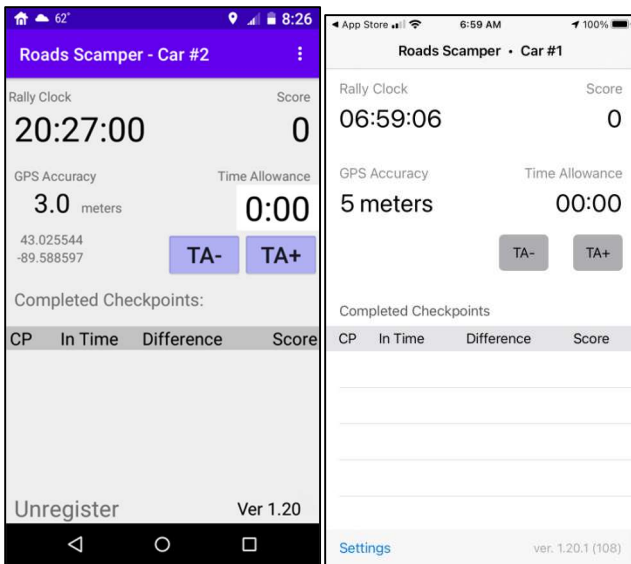 62° 8:26
Roads Scamper - Car #2
Rally Clock Score
20:27:00 0
GPS Accuracy Time Allowance
3.0 meters 0:00
43.025544
-89.588597
TA- TA+
Completed Checkpoints:
CP In Time Difference Score
Unregister Ver 1.20
App Store 6:59 AM 100%
Roads Scamper • Car #1
Rally Clock Score
06:59:06 0
GPS Accuracy Time Allowance
5 meters 00:00
TA- TA+
Completed Checkpoints
CP In Time Difference Score
Settings ver. 1.20.1 (108)